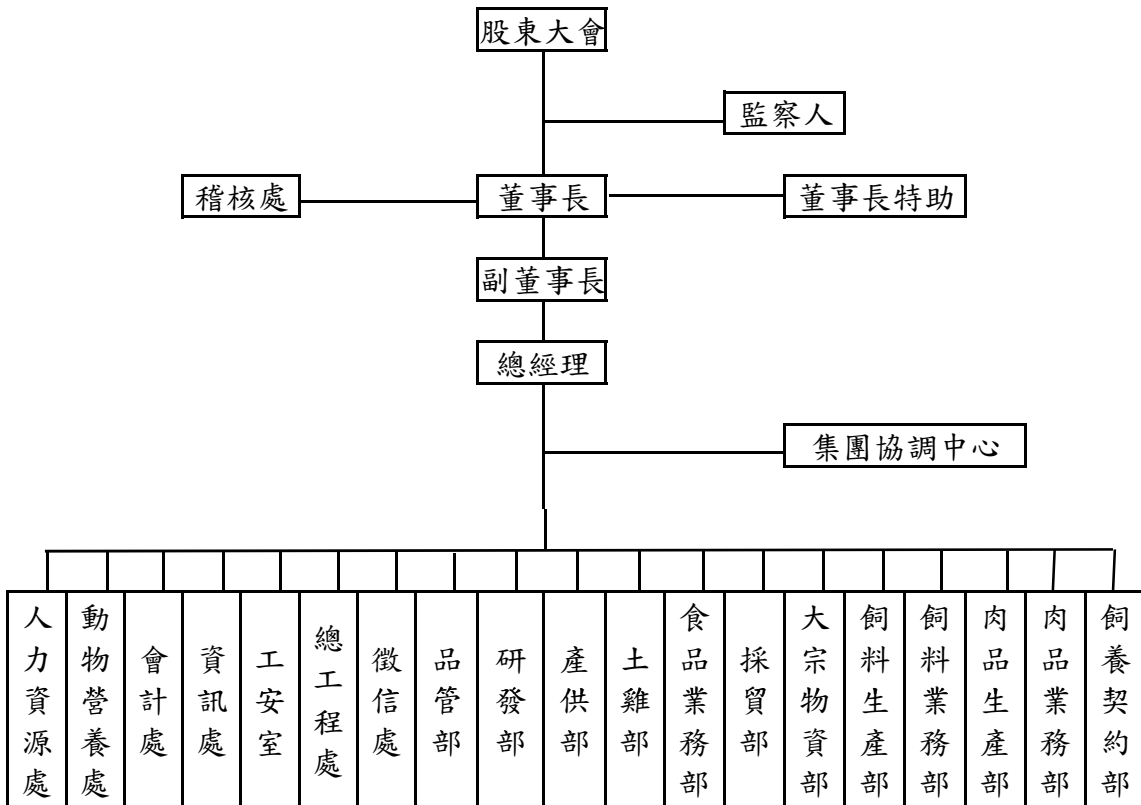 股東大會
監察人
稽核處
董事長
董事長特助
副董事長
總經理
集團協調中心
人力資源處
動物營養處
會計處
資訊處
工安室
總工程處
徵信處
品管部
研發部
產供部
土雞部
食品業務部
採貿部
大宗物資部
飼料生產部
飼料業務部
肉品生產部
肉品業務部
飼養契約部